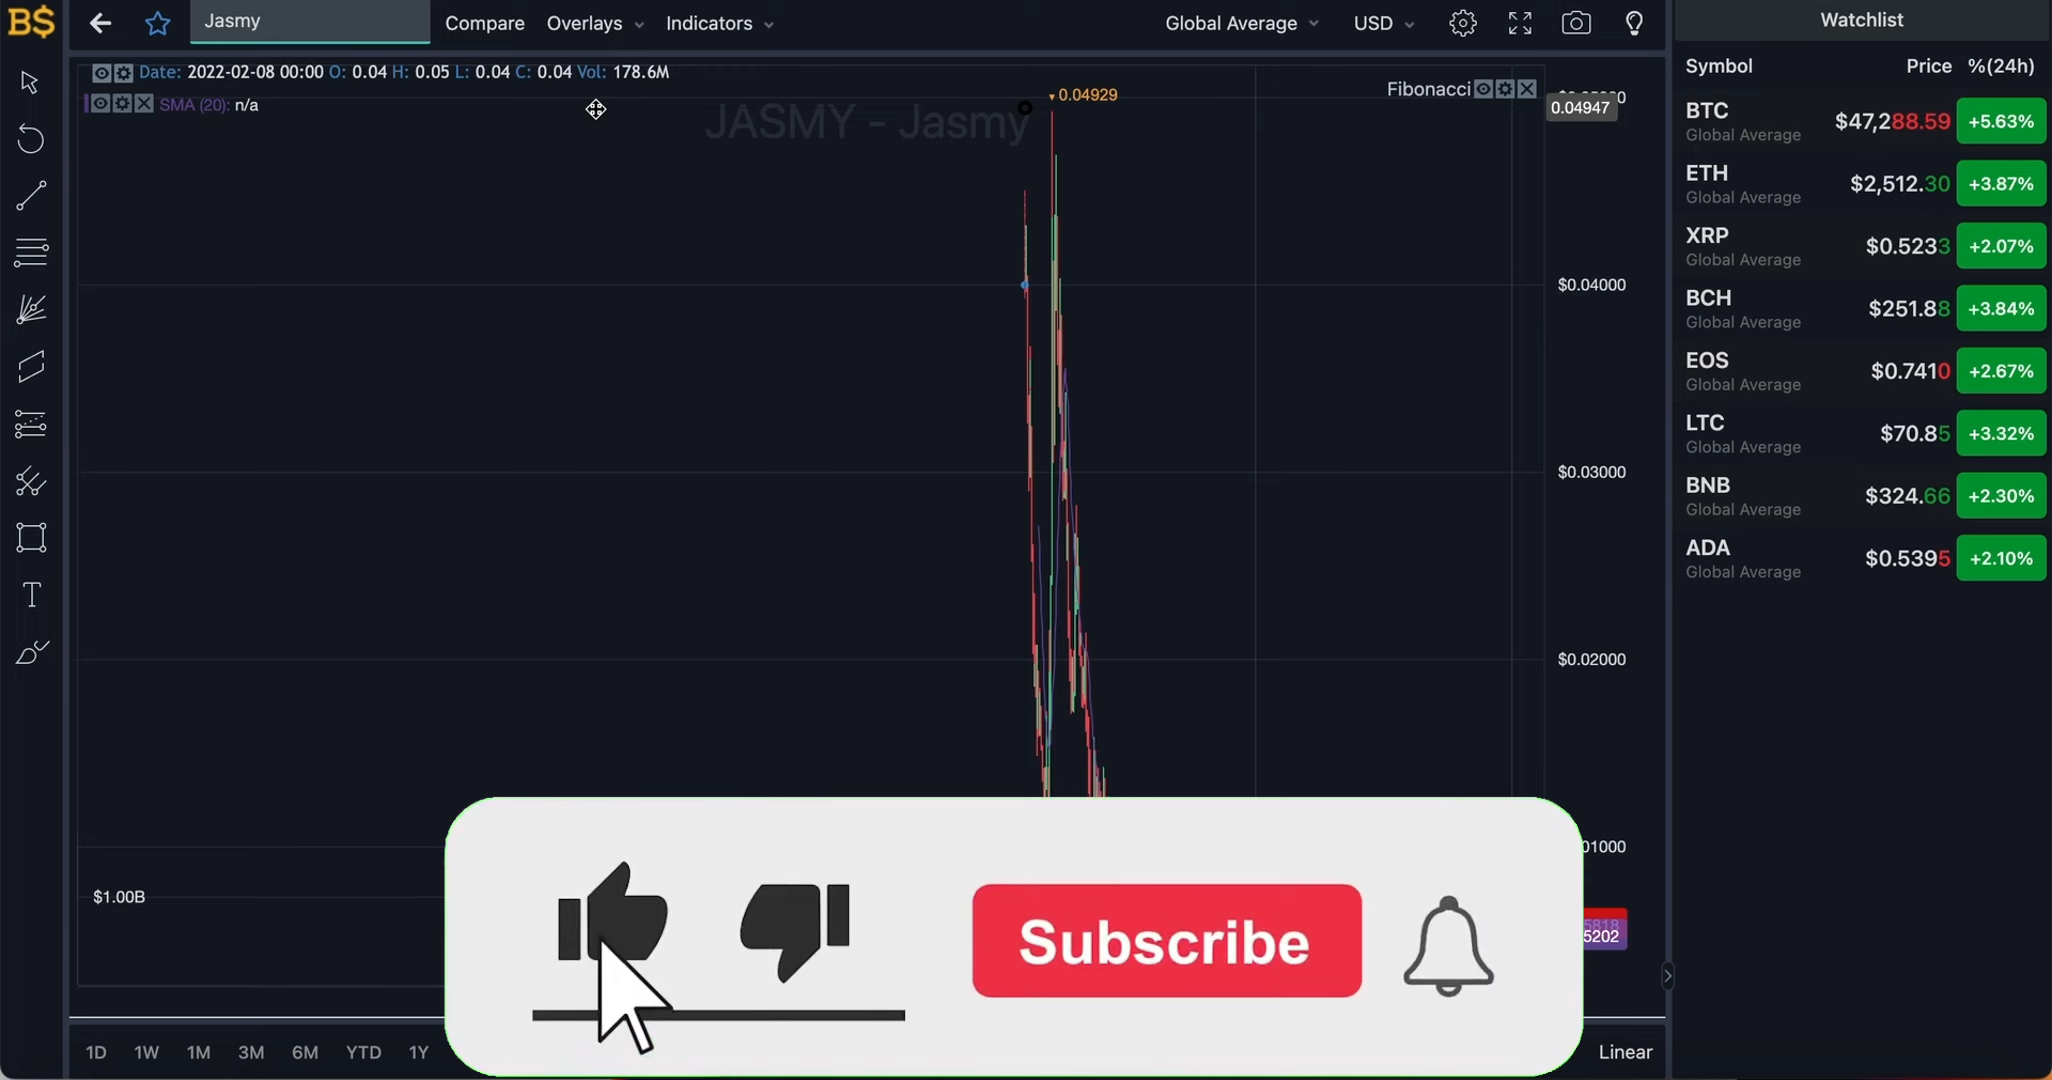 B$
Jasmy
Compare
Overlays
Indicators
Global Average
USD
Date: 2022-02-08 00:00 O: 0.04 H: 0.05 L: 0.04 C: 0.04 Vol: 178.6M
SMA (20): n/a
JASMY - Jasmy
0.04929
Fibonacci
0.04947
$0.04000
$0.03000
$0.02000
01000
$1.00B
5818
5202
Subscribe
1D 1W 1M 3M 6M YTD 1Y
Linear
Watchlist
Symbol Price %(24h)
BTC $47,288.59 +5.63%
Global Average
ETH $2,512.30 +3.87%
Global Average
XRP $0.5233 +2.07%
Global Average
BCH $251.88 +3.84%
Global Average
EOS $0.7410 +2.67%
Global Average
LTC $70.85 +3.32%
Global Average
BNB $324.66 +2.30%
Global Average
ADA $0.5395 +2.10%
Global Average